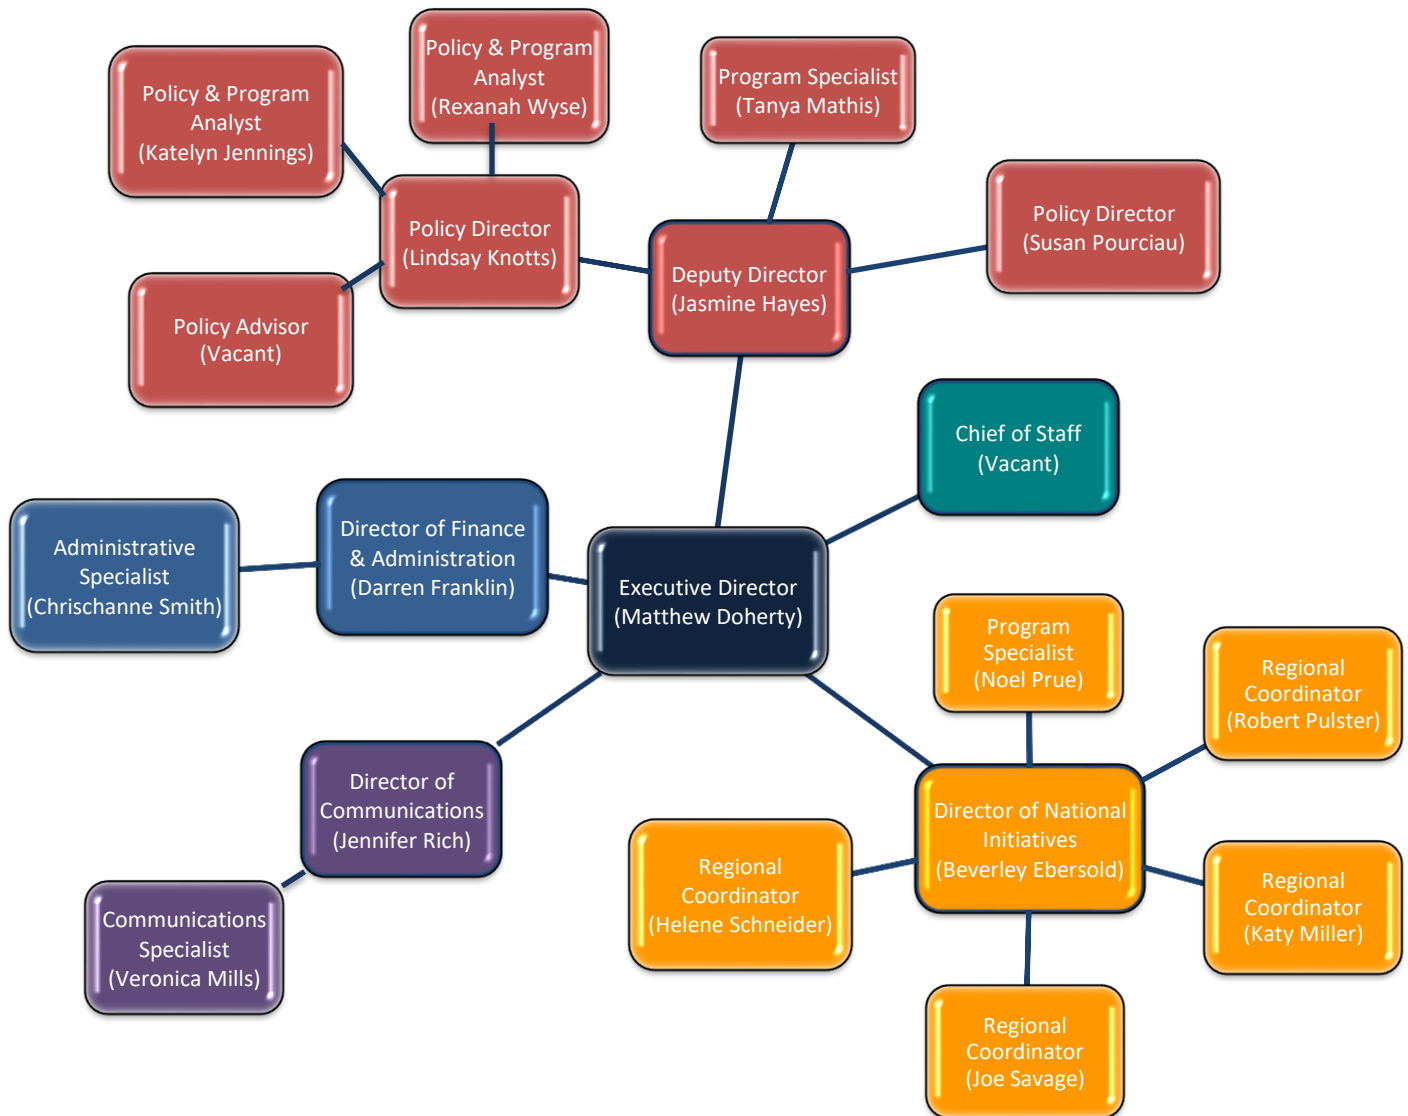 Policy & Program
Analyst
(Katelyn Jennings)
Policy & Program
Analyst
(Rexanah Wyse)
Program Specialist
(Tanya Mathis)
Policy Director
(Lindsay Knotts)
Policy Director
(Susan Pourciau)
Deputy Director
(Jasmine Hayes)
Policy Advisor
(Vacant)
Chief of Staff
(Vacant)
Administrative
Specialist
(Chrischanne Smith)
Director of Finance
& Administration
(Darren Franklin)
Executive Director
(Matthew Doherty)
Program
Specialist
(Noel Prue)
Regional
Coordinator
(Robert Pulster)
Director of
Communications
(Jennifer Rich)
Director of National
Initiatives
(Beverley Ebersold)
Regional
Coordinator
(Helene Schneider)
Regional
Coordinator
(Katy Miller)
Communications
Specialist
(Veronica Mills)
Regional
Coordinator
(Joe Savage)